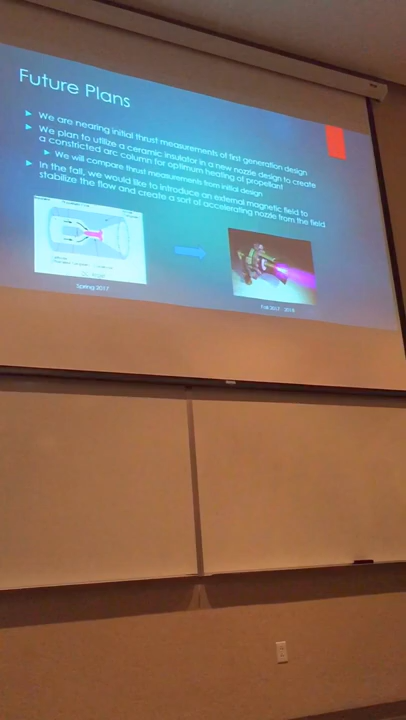 Future Plans
We are nearing initial thrust measurements of first generation design
We plan to utilize a ceramic insulator in a new nozzle design to create
a constricted arc column for optimum heating of propellant
We will compare thrust measurements from initial design
In the fall, we would like to introduce an external magnetic field to
stabilize the flow and create a sort of accelerating nozzle from the field
Spring 2017
Fall 2017 - 2018